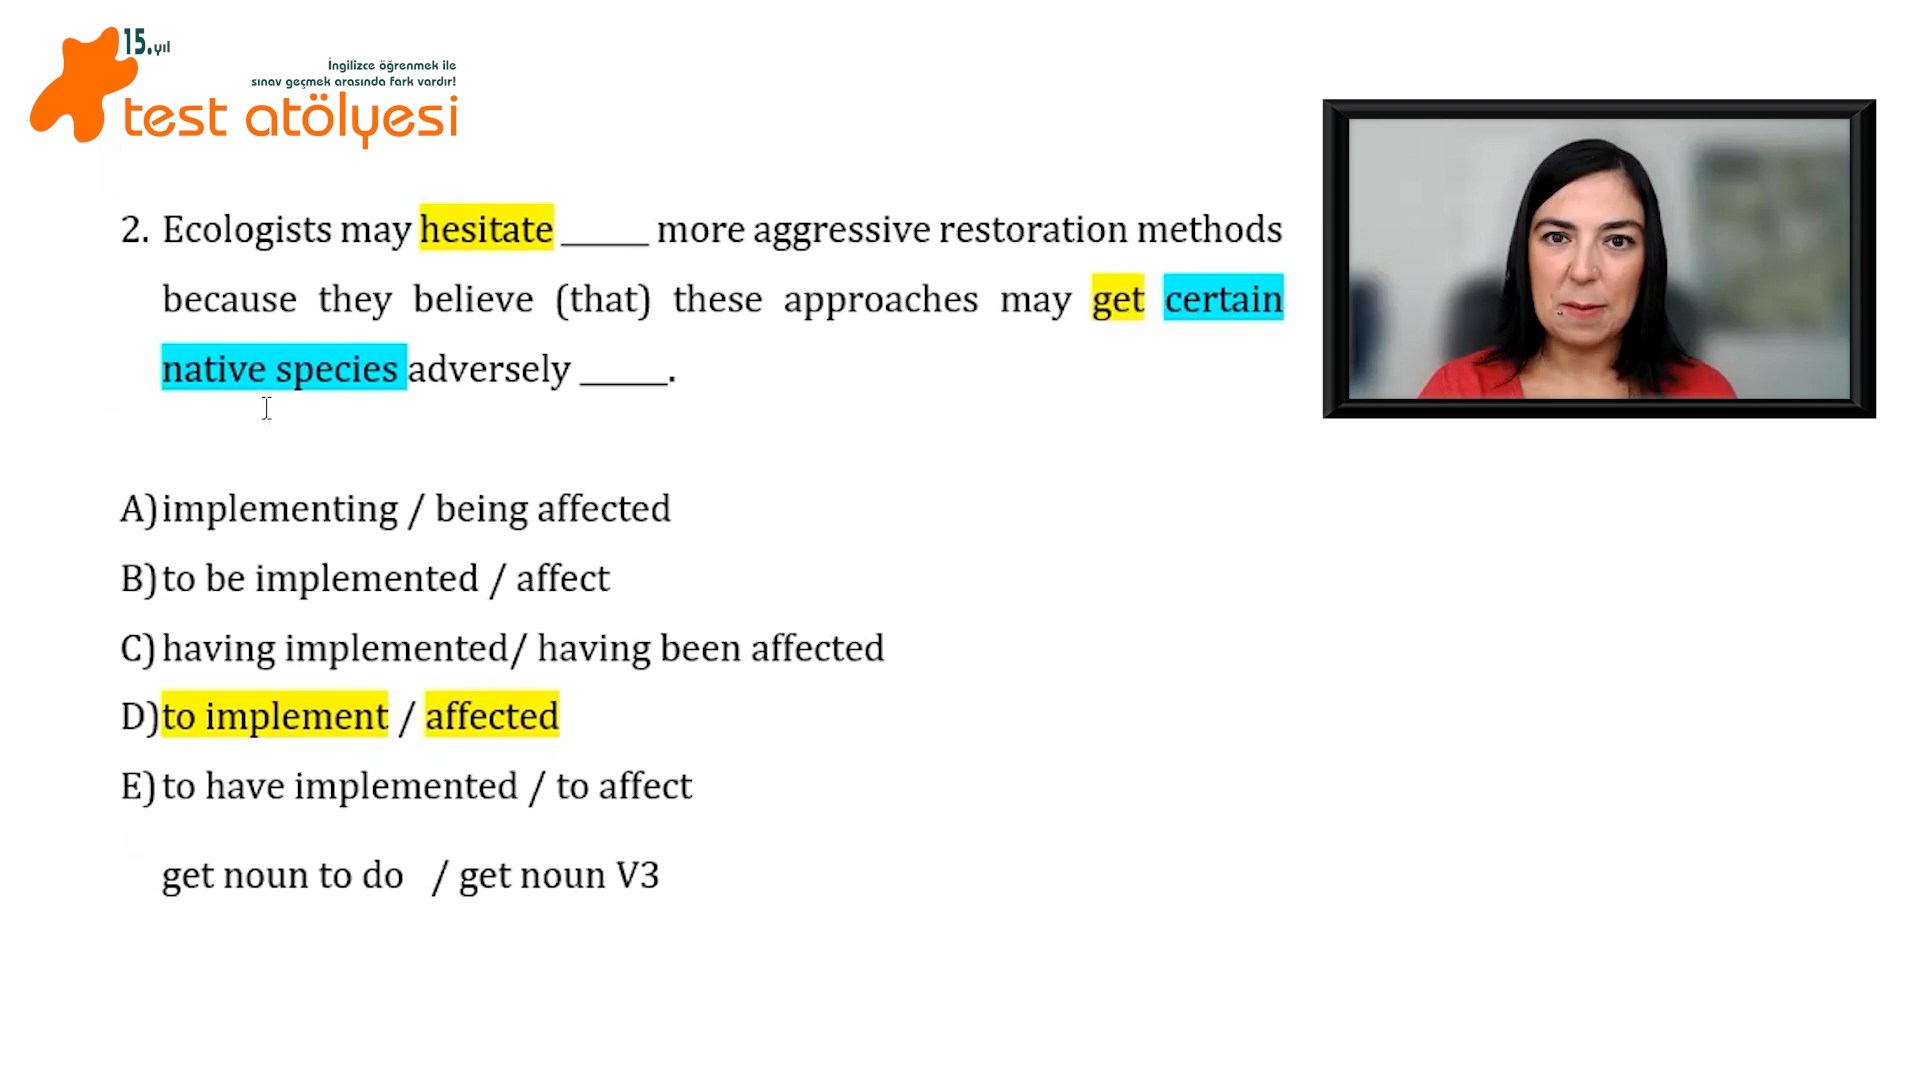 15.yıl
İngilizce öğrenmek ile
sınav geçmek arasında fark vardır!
test atölyesi
2. Ecologists may hesitate _____ more aggressive restoration methods
because they believe (that) these approaches may get certain
native species adversely _____.
A) implementing / being affected
B) to be implemented / affect
C) having implemented/ having been affected
D) to implement / affected
E) to have implemented / to affect
get noun to do / get noun V3